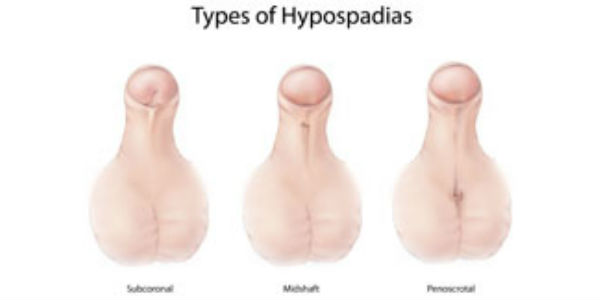 Types of Hypospadias
Subcoronal
Midshaft
Penoscrotal